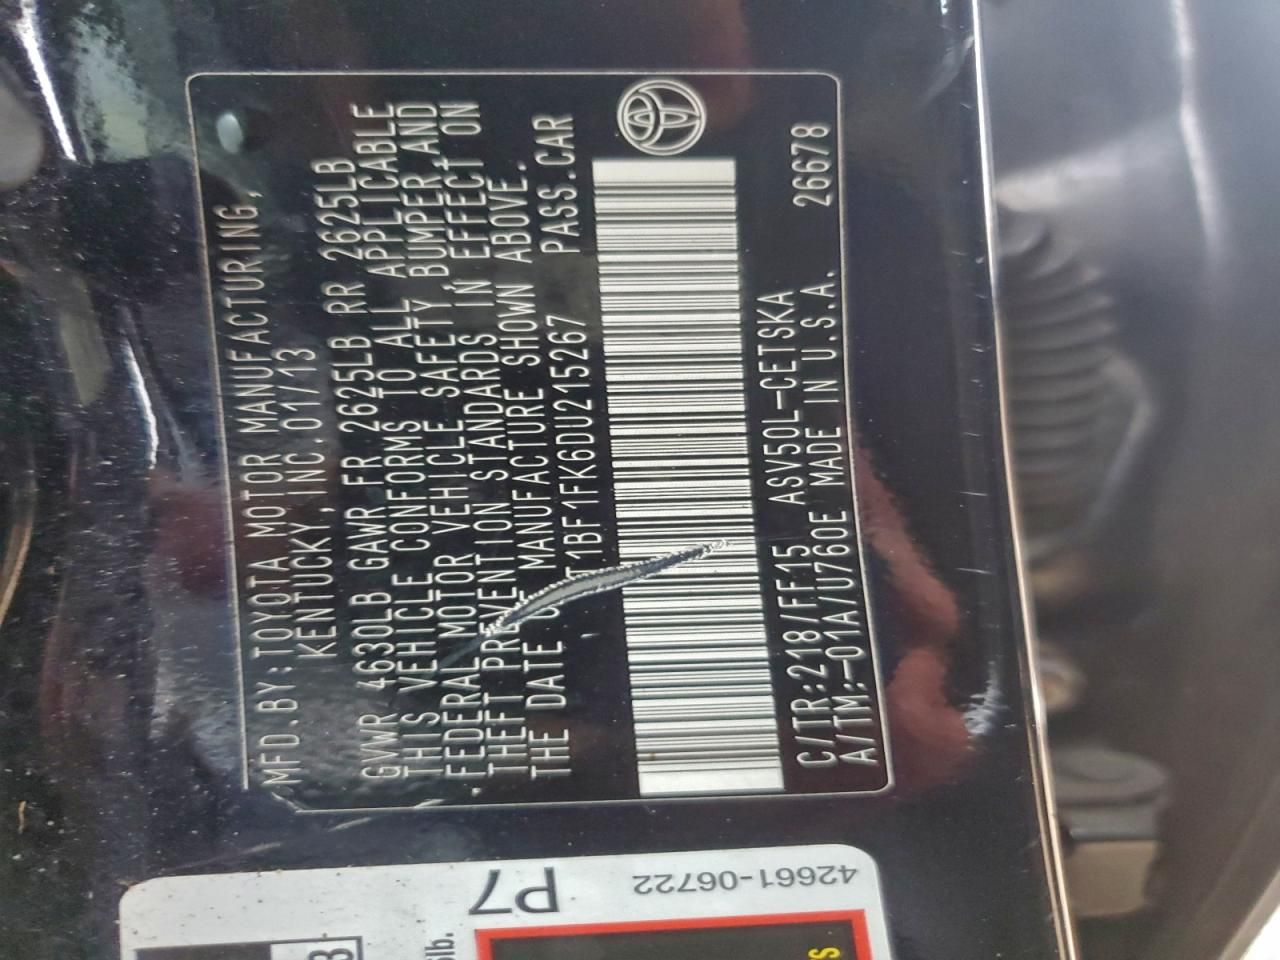 MFD.BY:TOYOTA MOTOR MANUFACTURING,
KENTUCKY,INC.01/13
GVWR 4630LB GAWR FR 2625LB RR 2625LB
THIS VEHICLE CONFORMS TO ALL APPLICABLE
FEDERAL MOTOR VEHICLE SAFETY,BUMPER,AND
THEFT PREVENTION STANDARDS IN EFFECT ON
THE DATE MANUFACTURE SHOWN ABOVE.
T1BF1FK6DU215267 PASS.CAR
C/TR:218/FF15 ASV50L-CETSKA
A/TM:-01A/U760E MADE IN U.S.A. 26678
P7
42661-06722
lb.